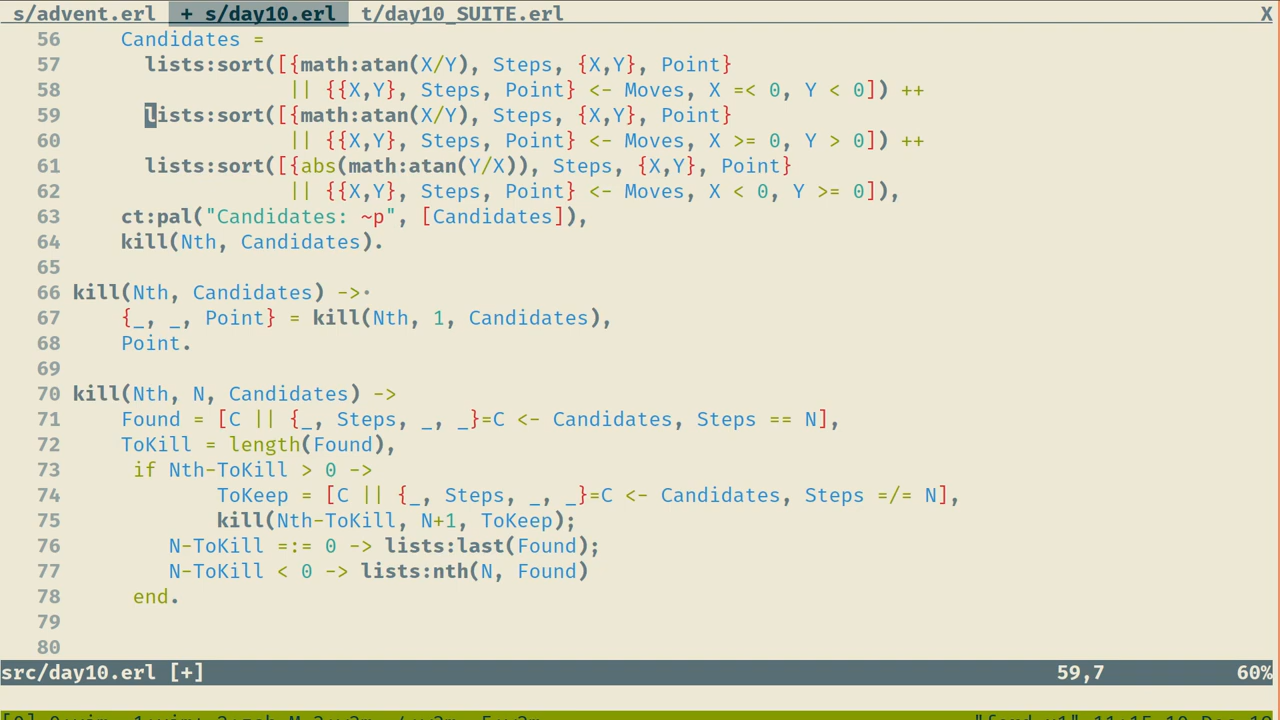 s/advent.erl + s/day10.erl t/day10_SUITE.erl X
56 Candidates =
57 lists:sort([{math:atan(X/Y), Steps, {X,Y}, Point}
58 || {{X,Y}, Steps, Point} <- Moves, X =< 0, Y < 0]) ++
59 lists:sort([{math:atan(X/Y), Steps, {X,Y}, Point}
60 || {{X,Y}, Steps, Point} <- Moves, X >= 0, Y > 0]) ++
61 lists:sort([{abs(math:atan(Y/X)), Steps, {X,Y}, Point}
62 || {{X,Y}, Steps, Point} <- Moves, X < 0, Y >= 0]),
63 ct:pal("Candidates: ~p", [Candidates]),
64 kill(Nth, Candidates).
65
66 kill(Nth, Candidates) ->·
67 {_, _, Point} = kill(Nth, 1, Candidates),
68 Point.
69
70 kill(Nth, N, Candidates) ->
71 Found = [C || {_, Steps, _, _}=C <- Candidates, Steps == N],
72 ToKill = length(Found),
73 if Nth-ToKill > 0 ->
74 ToKeep = [C || {_, Steps, _, _}=C <- Candidates, Steps =/= N],
75 kill(Nth-ToKill, N+1, ToKeep);
76 N-ToKill =:= 0 -> lists:last(Found);
77 N-ToKill < 0 -> lists:nth(N, Found)
78 end.
79
80
src/day10.erl [+] 59,7 60%